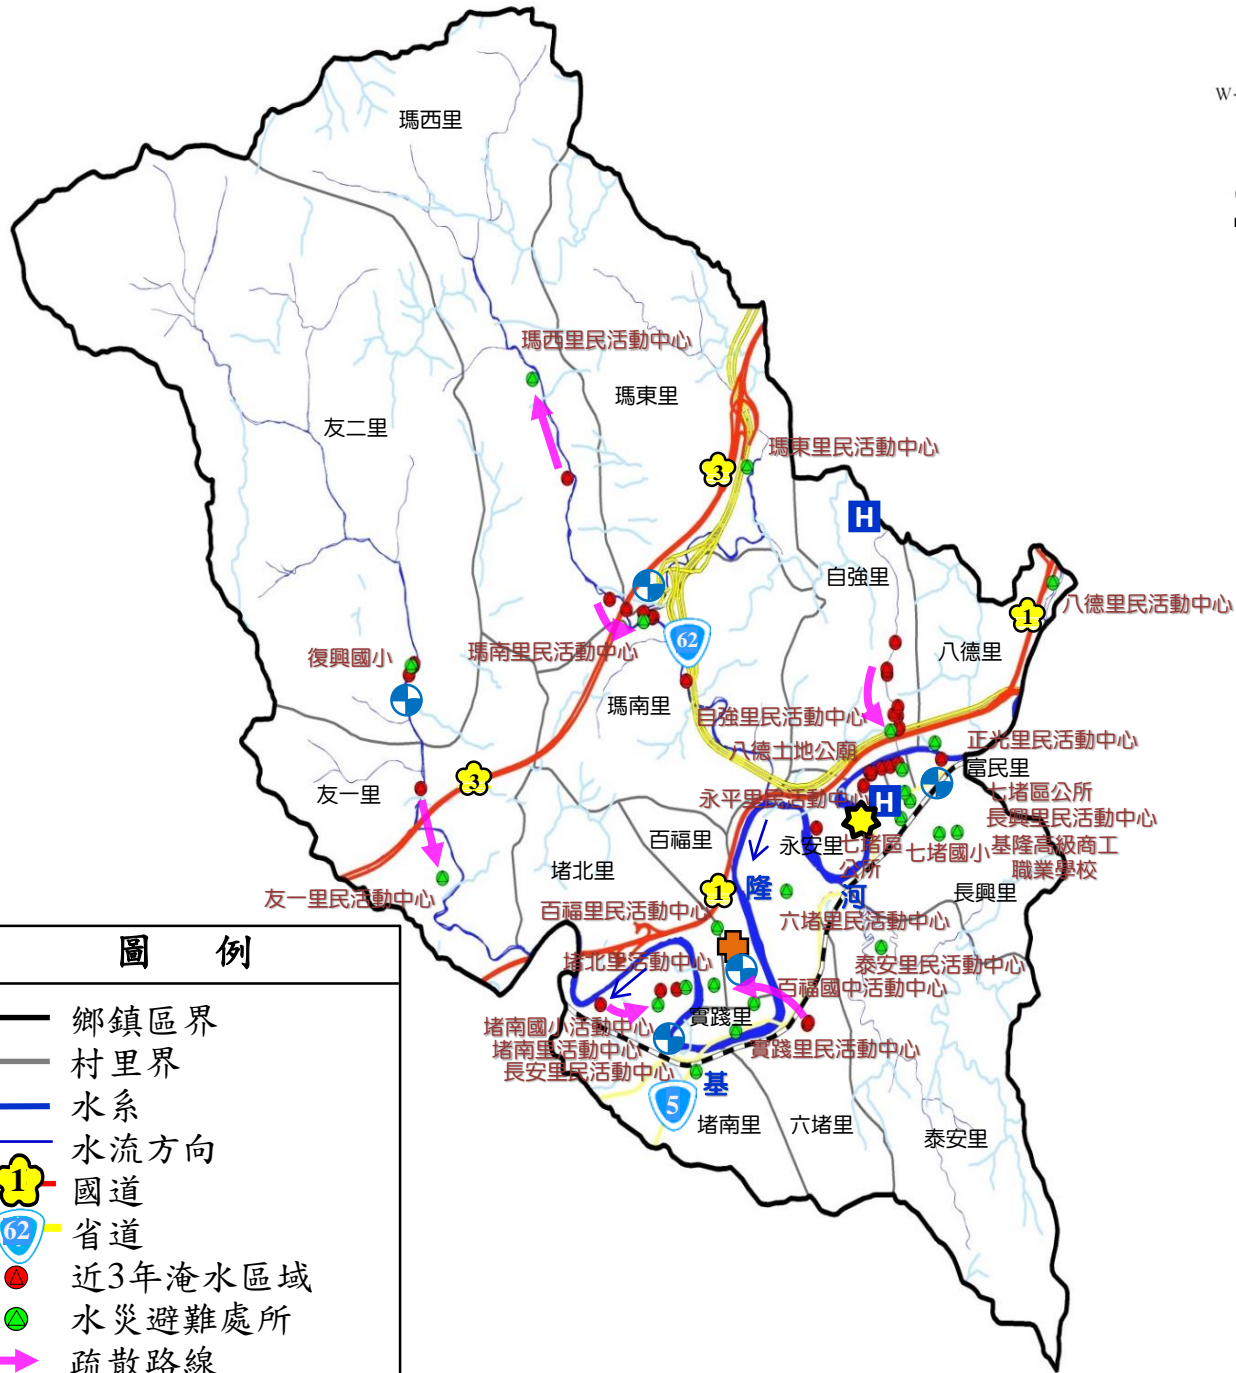 W
瑪西里
瑪西里民活動中心
瑪東里
友二里
瑪東里民活動中心
3
H
自強里
八德里民活動中心
1
62
八德里
復興國小
瑪南里民活動中心
瑪南里
自強里民活動中心
正光里民活動中心
八德土地公廟
富民里
3
友一里
永平里民活動中心
H
七堵區公所
長興里民活動中心
百福里
永安里
七堵區
公所
七堵國小
基隆高級商工
職業學校
堵北里
1
隆
河
長興里
友一里民活動中心
百福里民活動中心
六堵里民活動中心
堵北里活動中心
泰安里民活動中心
百福國中活動中心
堵南國小活動中心
實踐里
堵南里活動中心
實踐里民活動中心
長安里民活動中心
基
5
堵南里
六堵里
泰安里
圖 例
鄉鎮區界
村里界
水系
水流方向
1
國道
62
省道
近3年淹水區域
水災避難處所
疏散路線